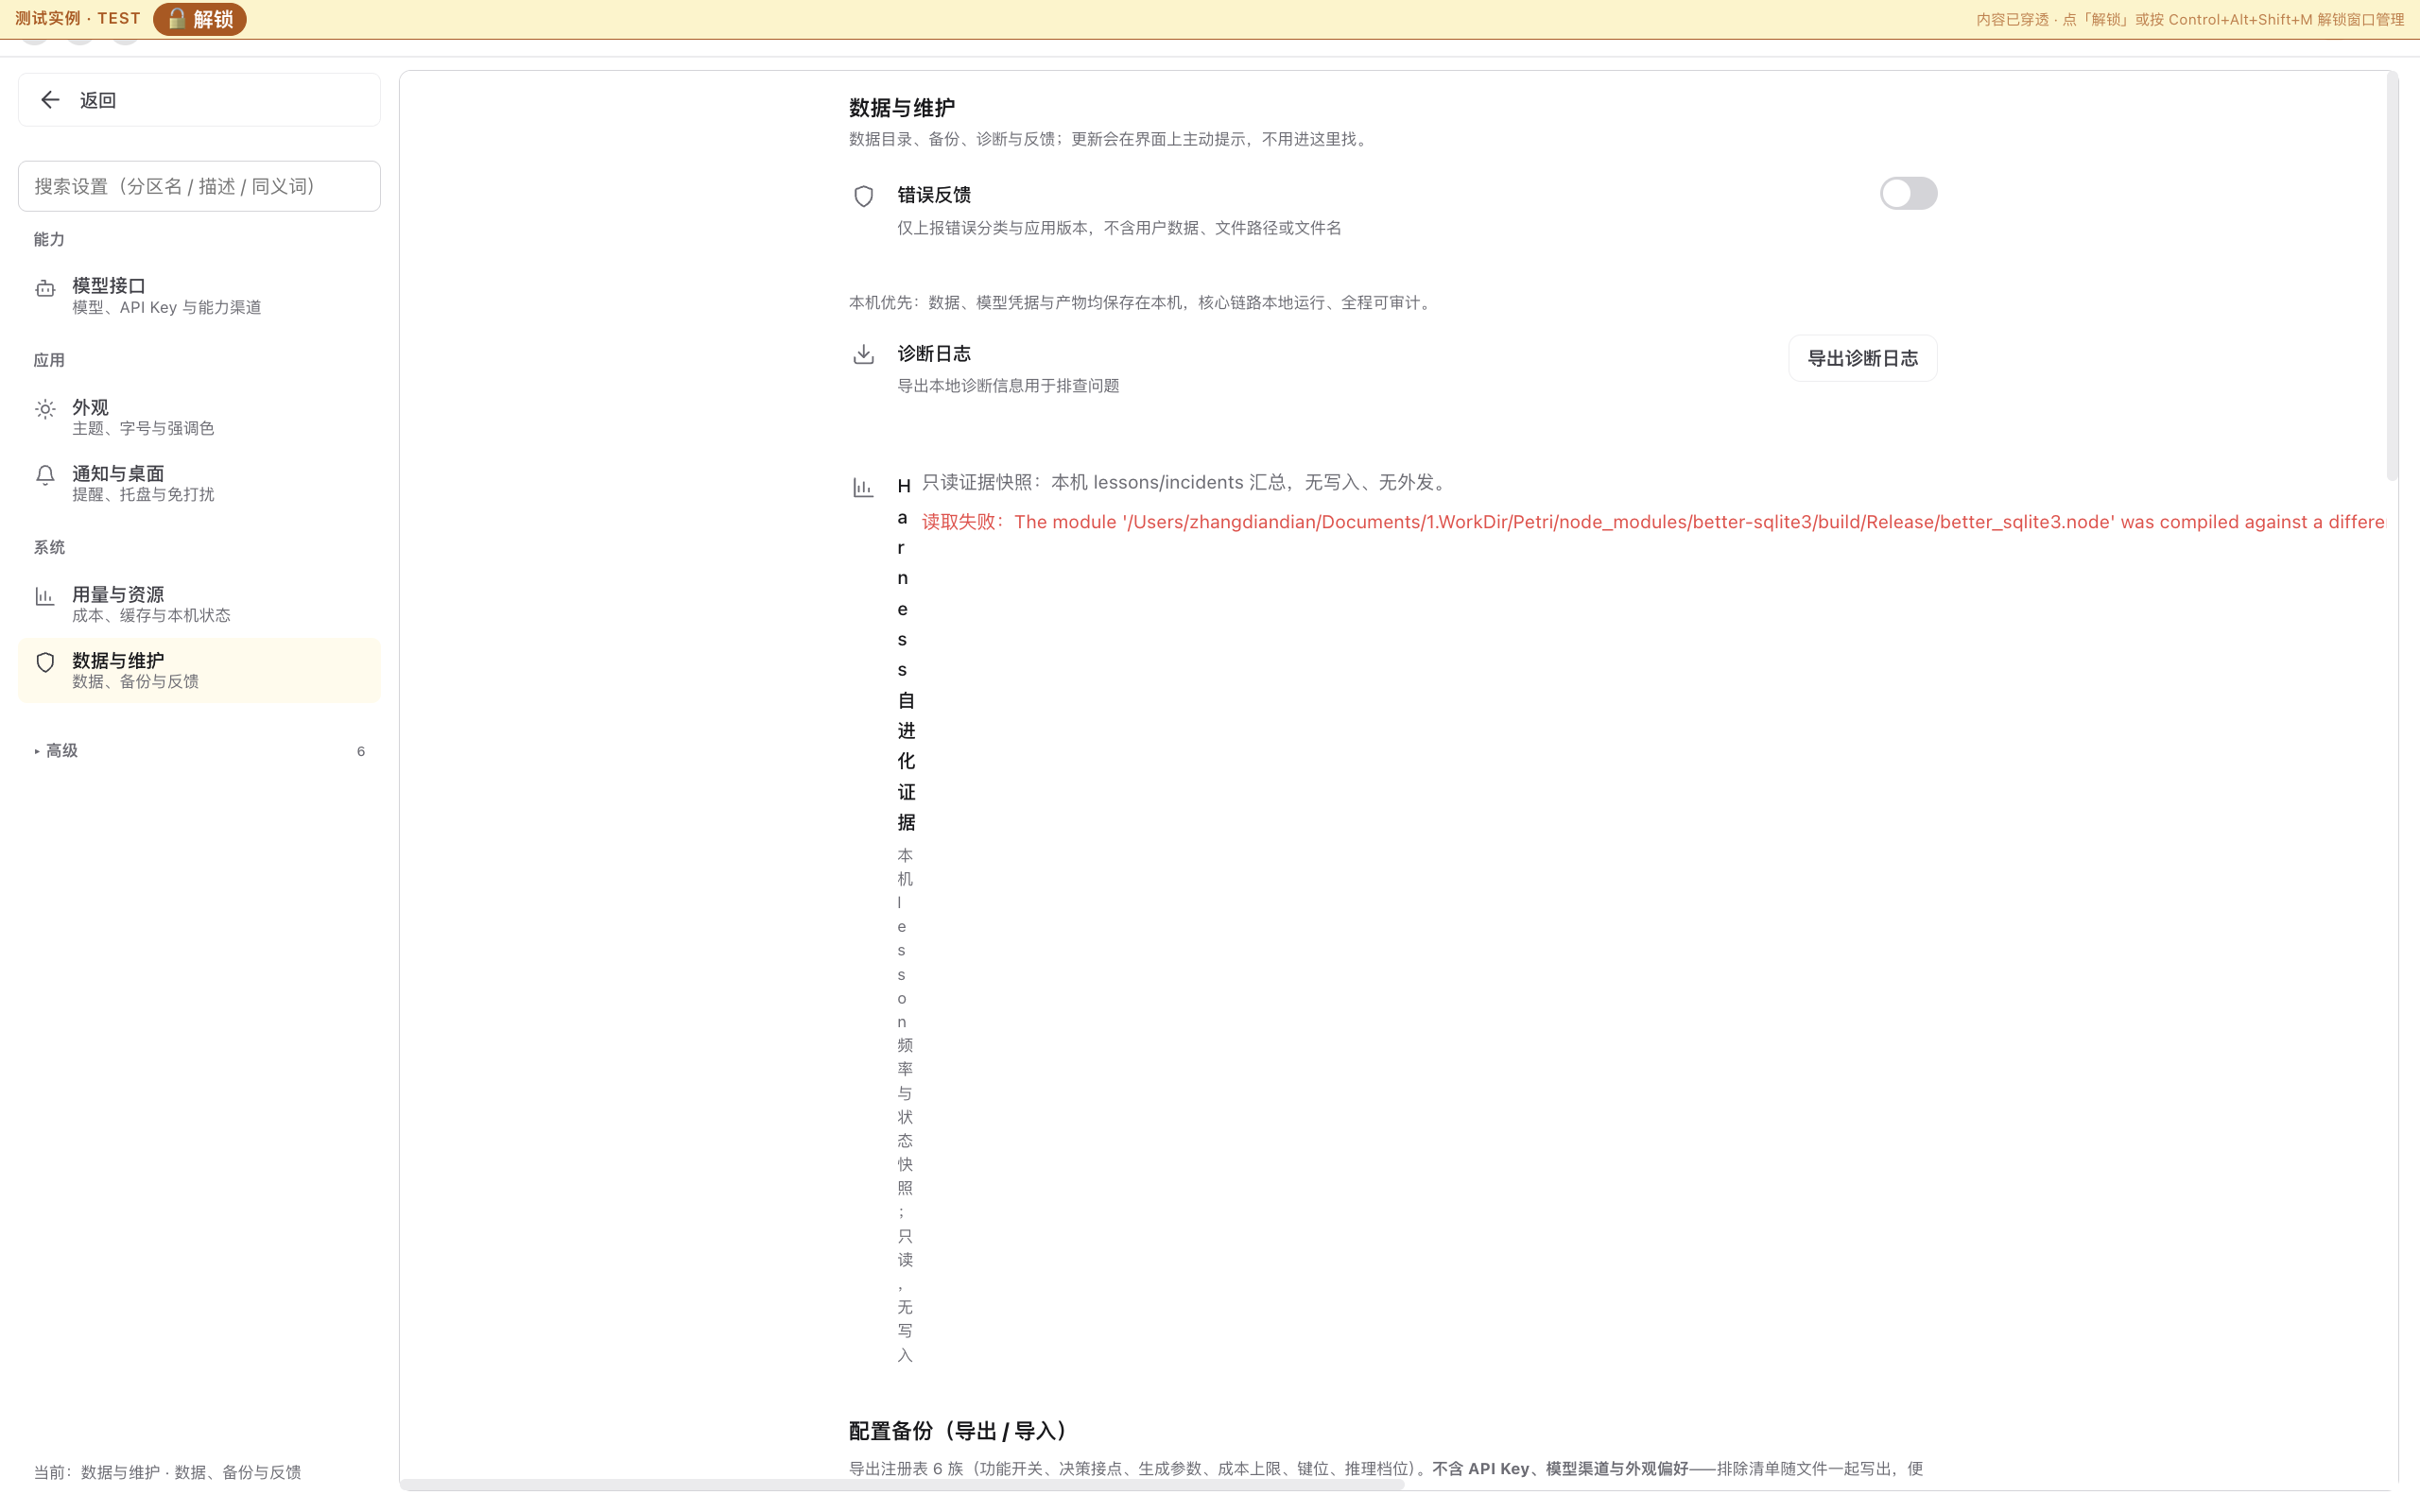 测试实例 · TEST
解锁
内容已穿透 · 点「解锁」或按 Control+Alt+Shift+M 解锁窗口管理
返回
搜索设置（分区名 / 描述 / 同义词）
能力
模型接口
模型、API Key 与能力渠道
应用
外观
主题、字号与强调色
通知与桌面
提醒、托盘与免打扰
系统
用量与资源
成本、缓存与本机状态
数据与维护
数据、备份与反馈
高级
6
当前：数据与维护 · 数据、备份与反馈
数据与维护
数据目录、备份、诊断与反馈；更新会在界面上主动提示，不用进这里找。
错误反馈
仅上报错误分类与应用版本，不含用户数据、文件路径或文件名
本机优先：数据、模型凭据与产物均保存在本机，核心链路本地运行、全程可审计。
诊断日志
导出本地诊断信息用于排查问题
导出诊断日志
H
a
r
n
e
s
s
自
进
化
证
据
本
机
l
e
s
s
o
n
频
率
与
状
态
快
照
；
只
读
，
无
写
入
只读证据快照：本机 lessons/incidents 汇总，无写入、无外发。
读取失败：The module '/Users/zhangdiandian/Documents/1.WorkDir/Petri/node_modules/better-sqlite3/build/Release/better_sqlite3.node' was compiled against a differe
配置备份（导出 / 导入）
导出注册表 6 族（功能开关、决策接点、生成参数、成本上限、键位、推理档位）。不含 API Key、模型渠道与外观偏好——排除清单随文件一起写出，便